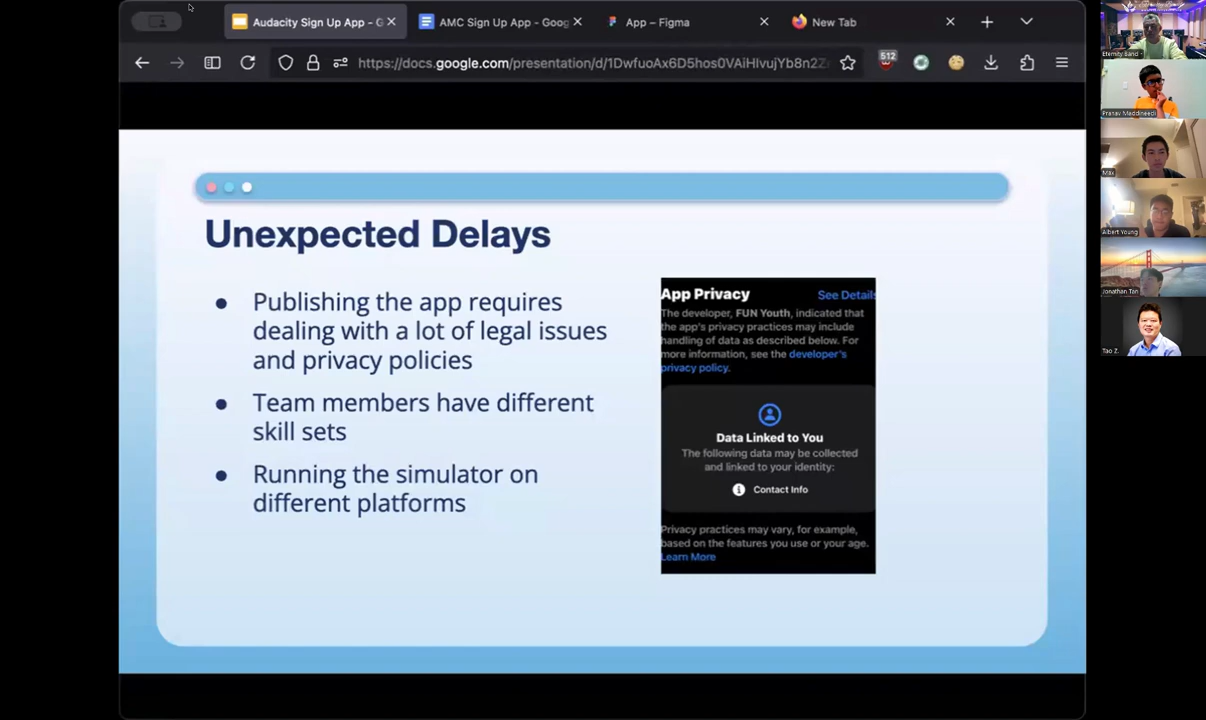 Audacity Sign Up App - G
AMC Sign Up App - Goog
App – Figma
New Tab
https://docs.google.com/presentation/d/1DwfuoAx6D5hos0VAiHIvujYb8n2Z
512
Unexpected Delays
Publishing the app requires
dealing with a lot of legal issues
and privacy policies
Team members have different
skill sets
Running the simulator on
different platforms
App Privacy
See Details
The developer, FUN Youth, indicated that
the app's privacy practices may include
handling of data as described below. For
more information, see the developer's
privacy policy.
Data Linked to You
The following data may be collected
and linked to your identity:
Contact Info
Privacy practices may vary, for example,
based on the features you use or your age.
Learn More
Eternity Band
Pranav Maddineedi
Max
Albert Young
Jonathan Tan
Tao Z.